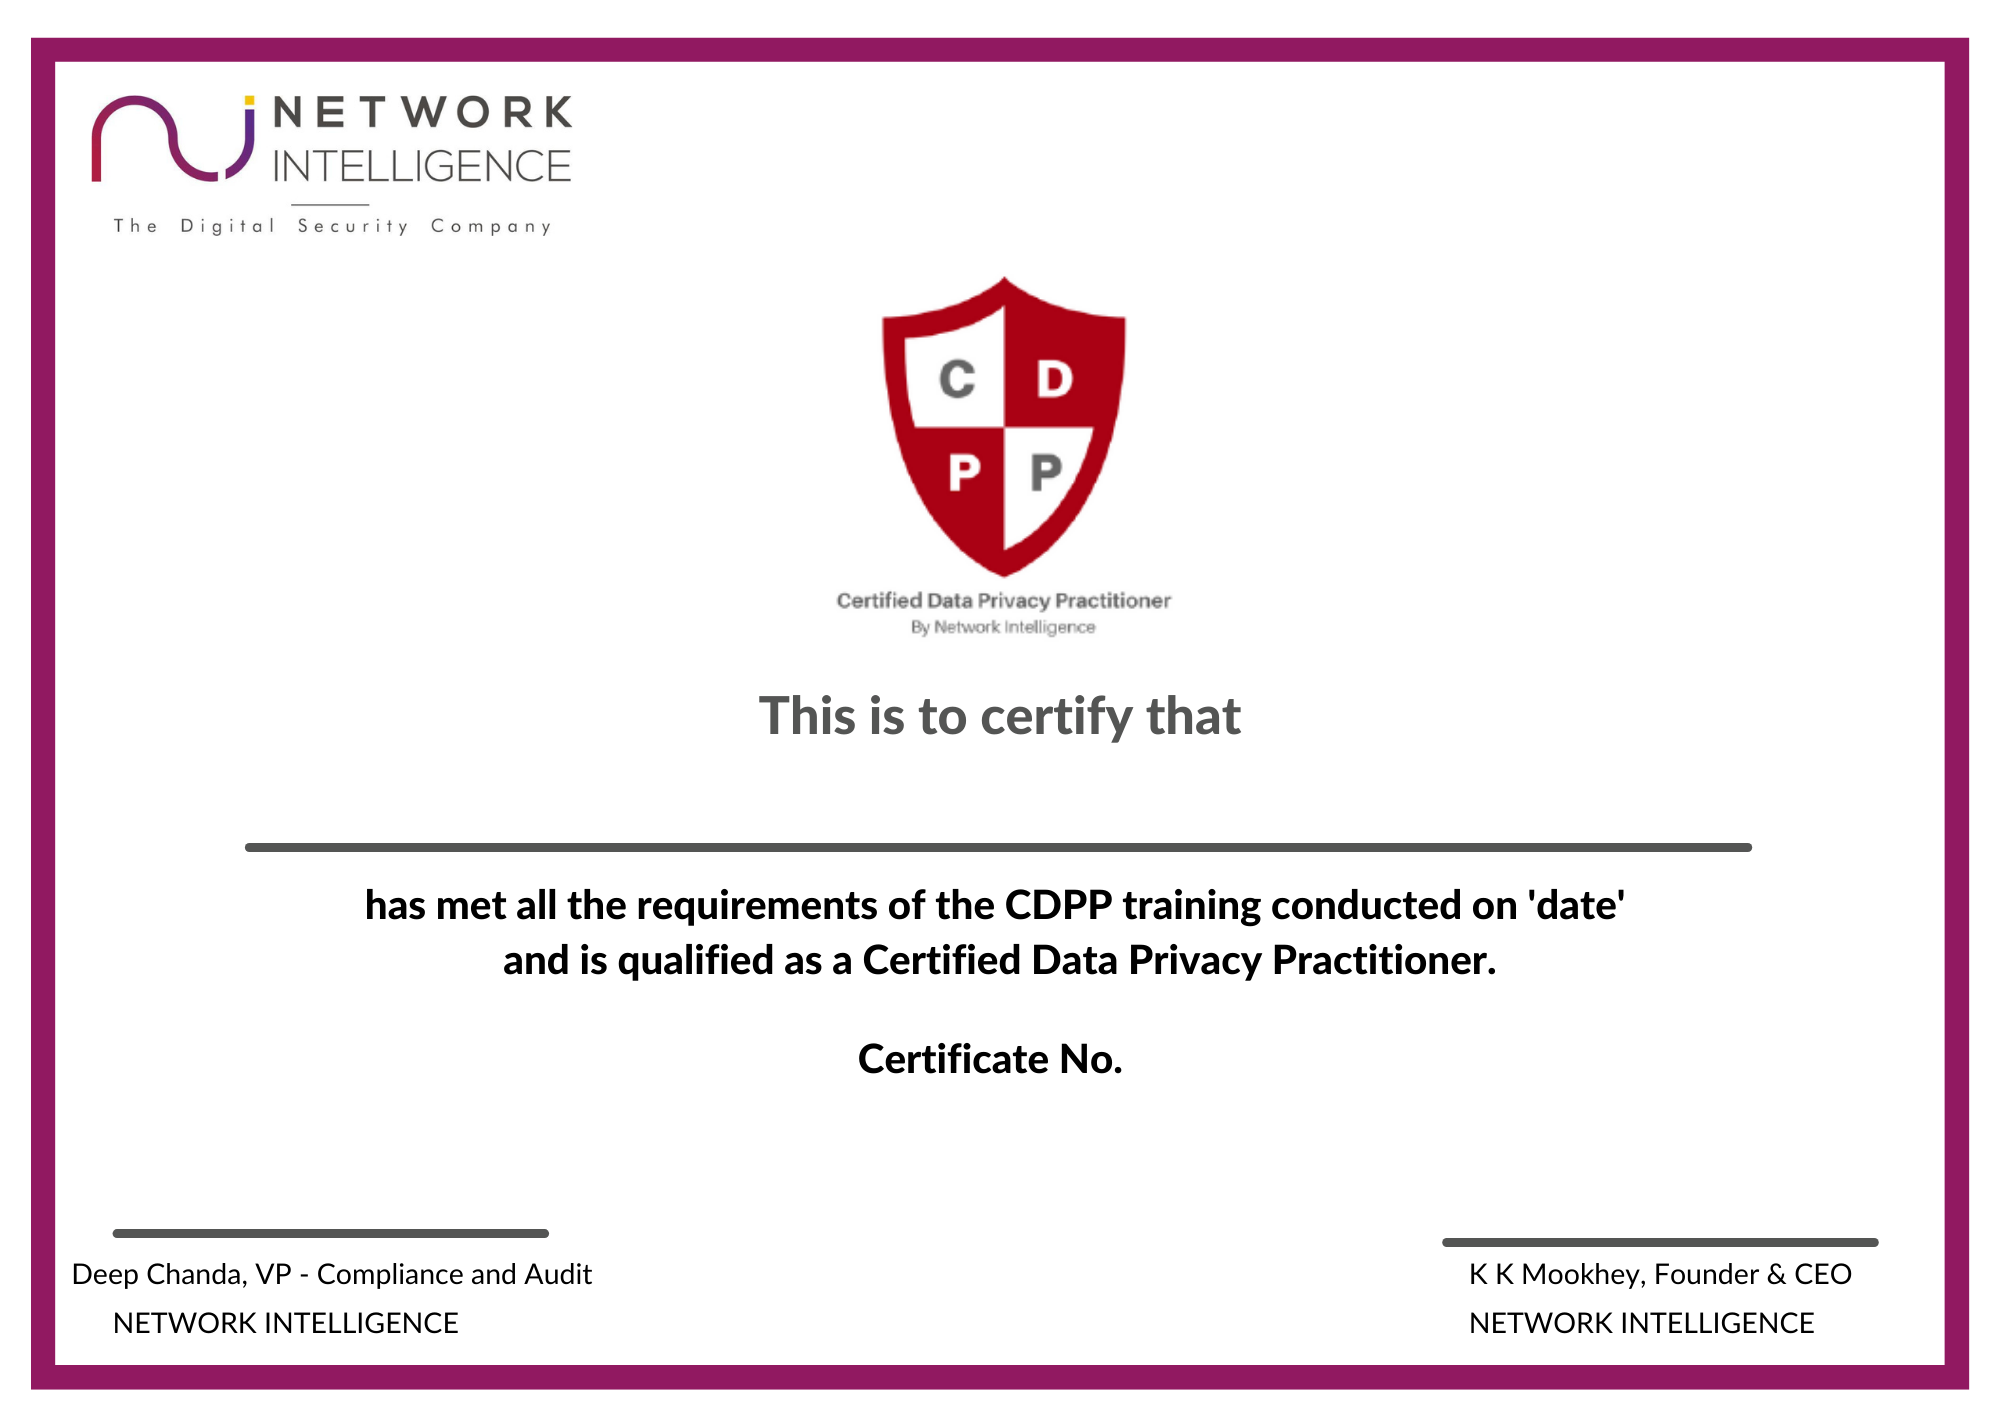 NETWORK
INTELLIGENCE
The Digital Security Company
C D
P P
Certified Data Privacy Practitioner
By Network Intelligence
This is to certify that
has met all the requirements of the CDPP training conducted on 'date'
and is qualified as a Certified Data Privacy Practitioner.
Certificate No.
Deep Chanda, VP - Compliance and Audit
NETWORK INTELLIGENCE
K K Mookhey, Founder & CEO
NETWORK INTELLIGENCE